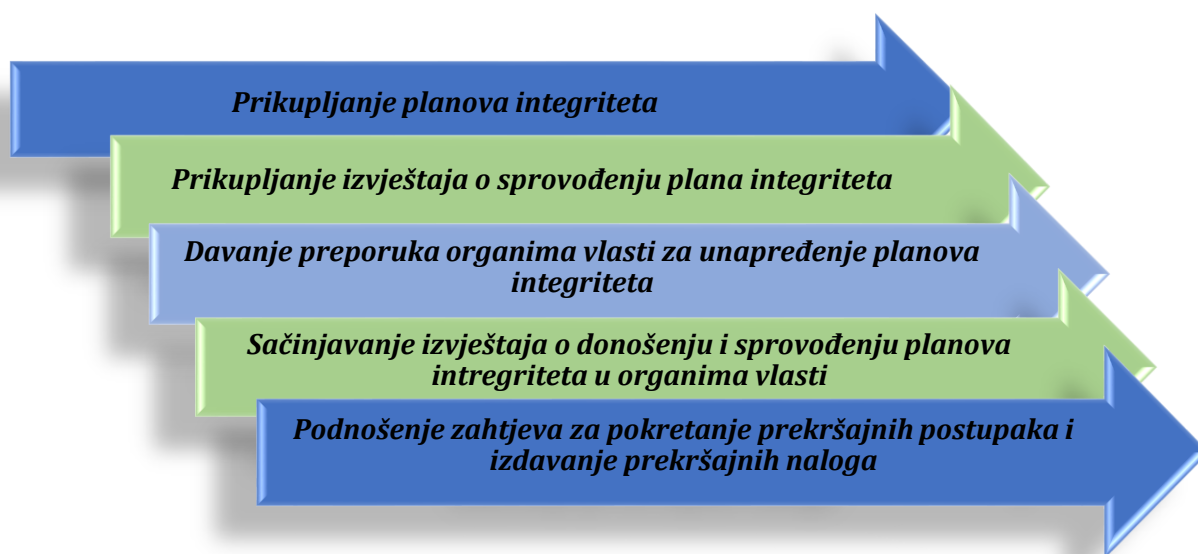 Prikupljanje planova integriteta
Prikupljanje izvještaja o sprovođenju plana integriteta
Davanje preporuka organima vlasti za unapređenje planova
integriteta
Sačinjavanje izvještaja o donošenju i sprovođenju planova
intregriteta u organima vlasti
Podnošenje zahtjeva za pokretanje prekršajnih postupaka i
izdavanje prekršajnih naloga